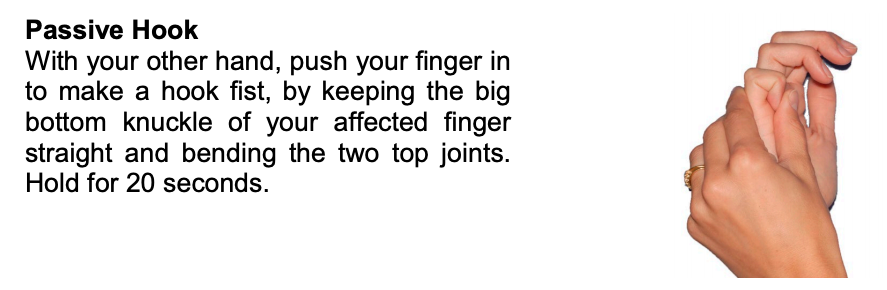 Passive Hook
With your other hand, push your finger in
to make a hook fist, by keeping the big
bottom knuckle of your affected finger
straight and bending the two top joints.
Hold for 20 seconds.